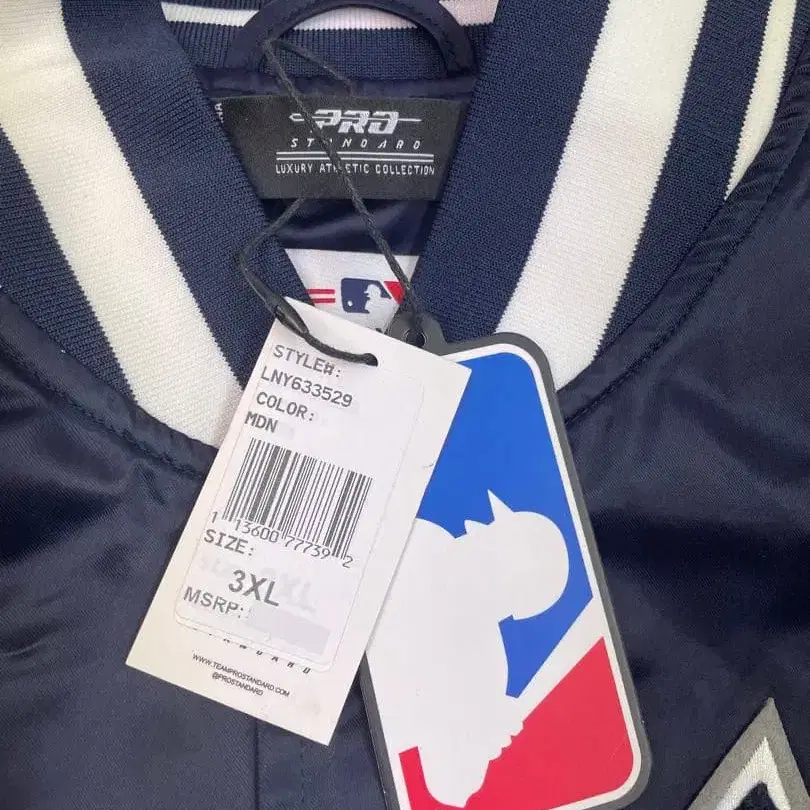 PRO
STANDARD
LUXURY ATHLETIC COLLECTION
STYLE#:
LNY633529
COLOR:
MDN
1 13600 77739 2
SIZE:
3XL
MSRP:
WWW.TEAMPROSTANDARD.COM
@PROSTANDARD